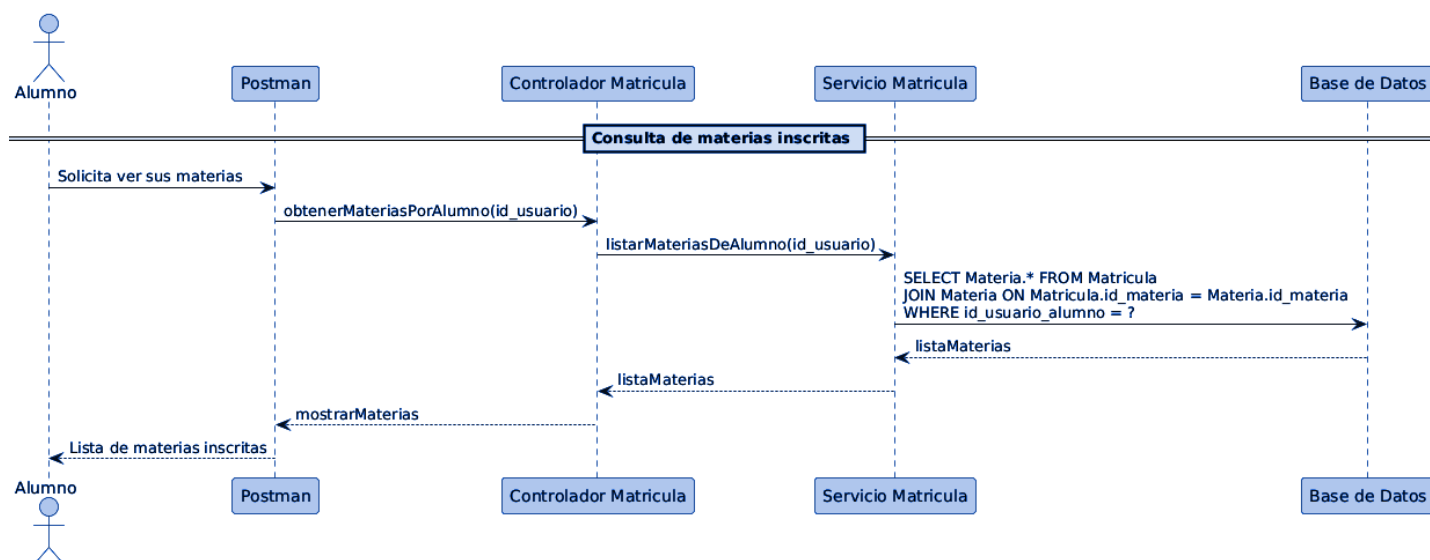 Alumno
Postman
Controlador Matricula
Servicio Matricula
Base de Datos
Consulta de materias inscritas
Solicita ver sus materias
obtenerMateriasPorAlumno(id_usuario)
listarMateriasDeAlumno(id_usuario)
SELECT Materia.* FROM Matricula
JOIN Materia ON Matricula.id_materia = Materia.id_materia
WHERE id_usuario_alumno = ?
listaMaterias
listaMaterias
mostrarMaterias
Lista de materias inscritas
Alumno
Postman
Controlador Matricula
Servicio Matricula
Base de Datos